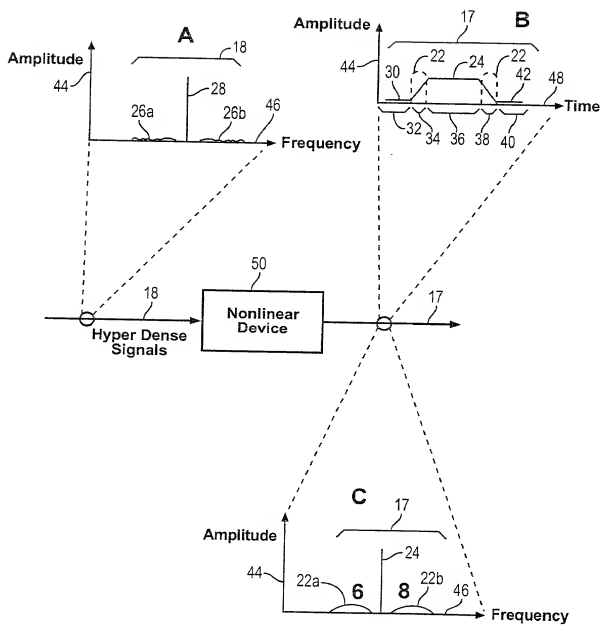 A
B
Amplitude
18
44
28
26a
26b
46
Frequency
Amplitude
17
44
22
24
22
30
42
48
Time
32
34
36
38
40
18
Hyper Dense
Signals
50
Nonlinear
Device
17
C
Amplitude
17
44
24
22a
6
8
22b
46
Frequency